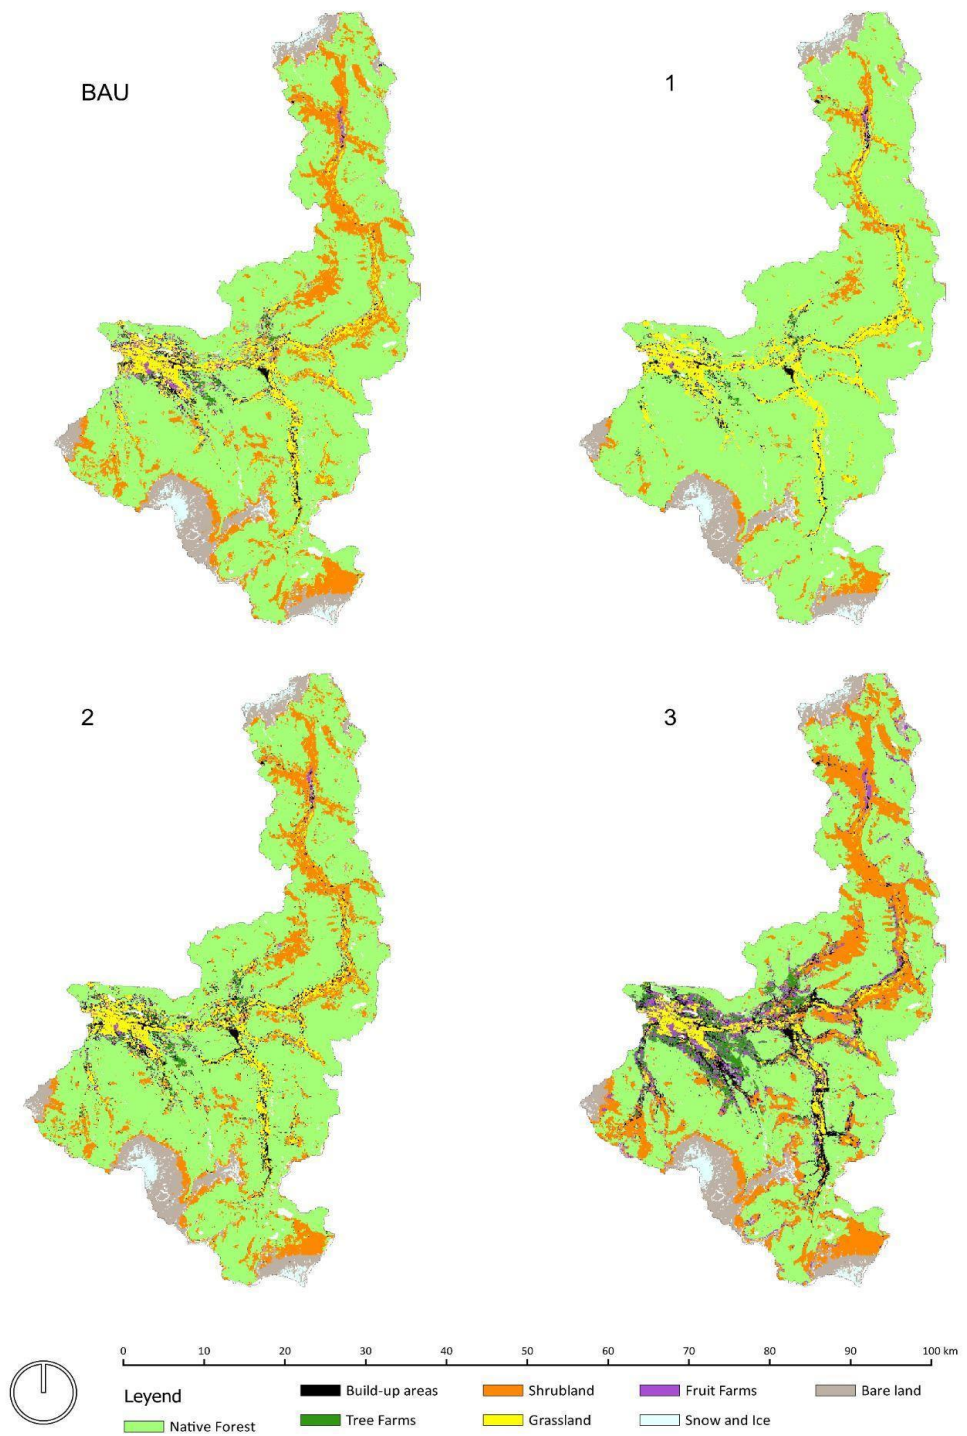 BAU
1
2
3
0 10 20 30 40 50 60 70 80 90 100 km
Leyend
Build-up areas
Shrubland
Fruit Farms
Bare land
Native Forest
Tree Farms
Grassland
Snow and Ice